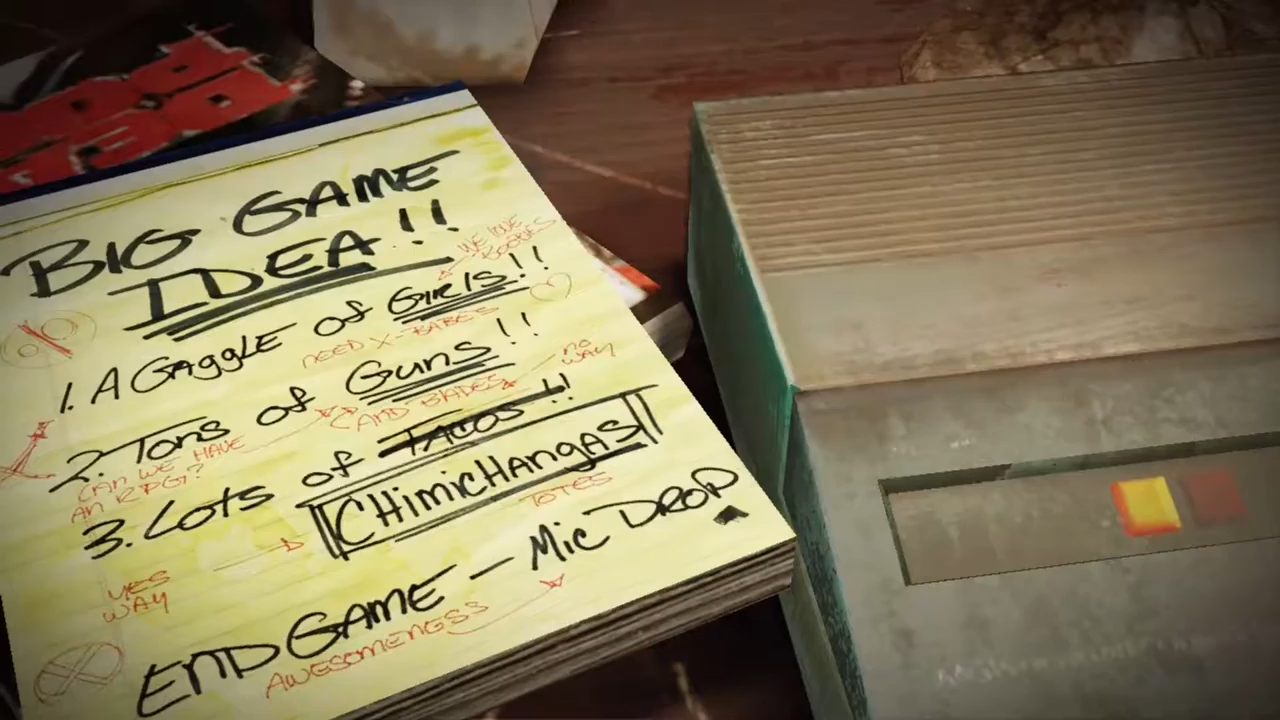 BIG GAME
IDEA!!
WE LOVE
BOOBIES
1. A GAGGLE OF GIRLS!!
NEED X-BABES
2. TONS OF GUNS!!
NO
WAY
(AND BLADES
CAN WE HAVE
AN RPG?
3. LOTS OF TACOS!!
CHIMICHANGAS
TOTES
YES
WAY
END GAME - MIC DROP
AWESOMENESS